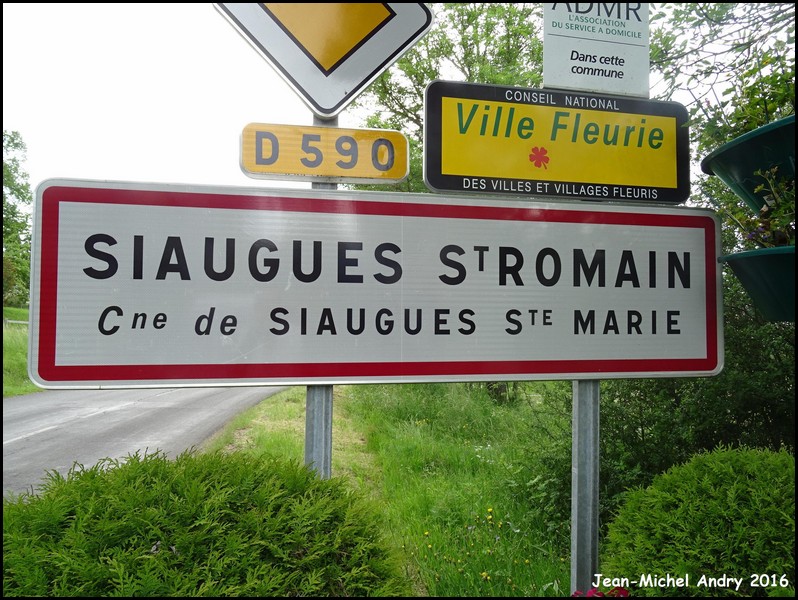 ADMR
L'ASSOCIATION
DU SERVICE A DOMICILE
Dans cette
commune
CONSEIL NATIONAL
Ville Fleurie
DES VILLES ET VILLAGES FLEURIS
D 590
SIAUGUES ST ROMAIN
Cne de SIAUGUES STE MARIE
Jean-Michel Andry 2016